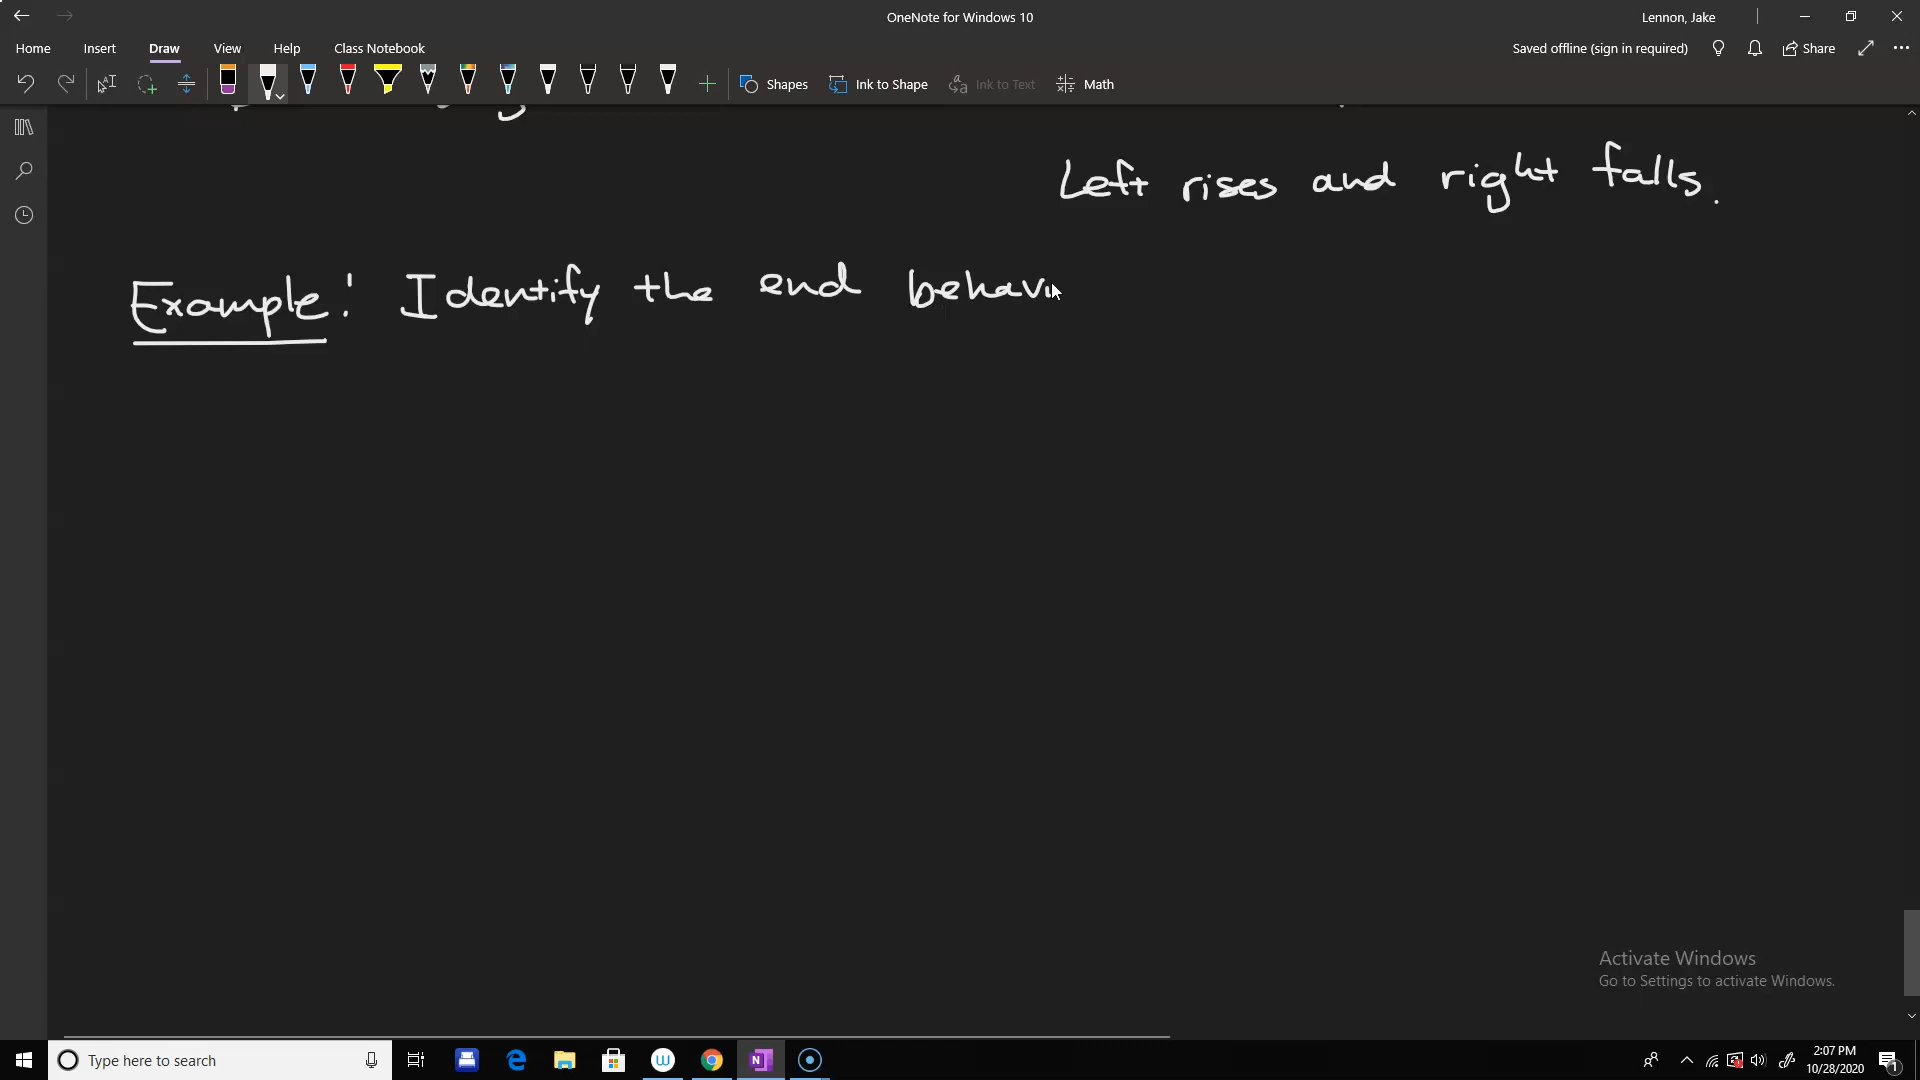 OneNote for Windows 10
Lennon, Jake
Home Insert Draw View Help Class Notebook
Saved offline (sign in required) Share
Shapes Ink to Shape Ink to Text Math
Left rises and right falls.
Example: Identify the end behavi
Activate Windows
Go to Settings to activate Windows.
Type here to search
2:07 PM
10/28/2020
1